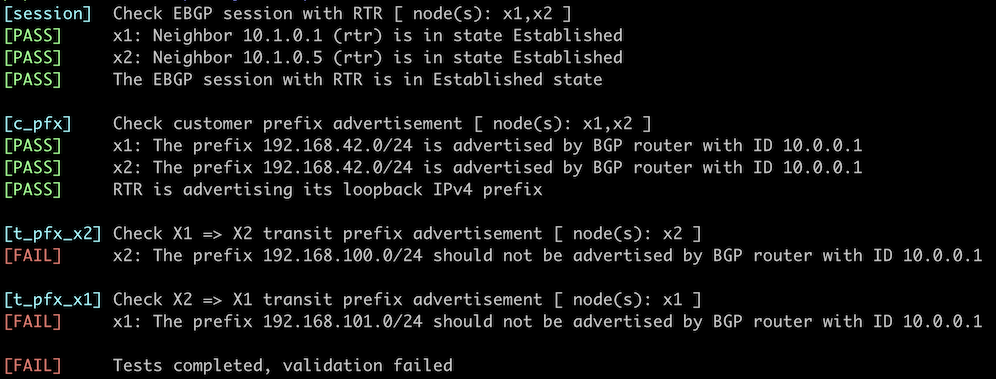 [session] Check EBGP session with RTR [ node(s): x1,x2 ]
[PASS] x1: Neighbor 10.1.0.1 (rtr) is in state Established
[PASS] x2: Neighbor 10.1.0.5 (rtr) is in state Established
[PASS] The EBGP session with RTR is in Established state
[c_pfx] Check customer prefix advertisement [ node(s): x1,x2 ]
[PASS] x1: The prefix 192.168.42.0/24 is advertised by BGP router with ID 10.0.0.1
[PASS] x2: The prefix 192.168.42.0/24 is advertised by BGP router with ID 10.0.0.1
[PASS] RTR is advertising its loopback IPv4 prefix
[t_pfx_x2] Check X1 => X2 transit prefix advertisement [ node(s): x2 ]
[FAIL] x2: The prefix 192.168.100.0/24 should not be advertised by BGP router with ID 10.0.0.1
[t_pfx_x1] Check X2 => X1 transit prefix advertisement [ node(s): x1 ]
[FAIL] x1: The prefix 192.168.101.0/24 should not be advertised by BGP router with ID 10.0.0.1
[FAIL] Tests completed, validation failed